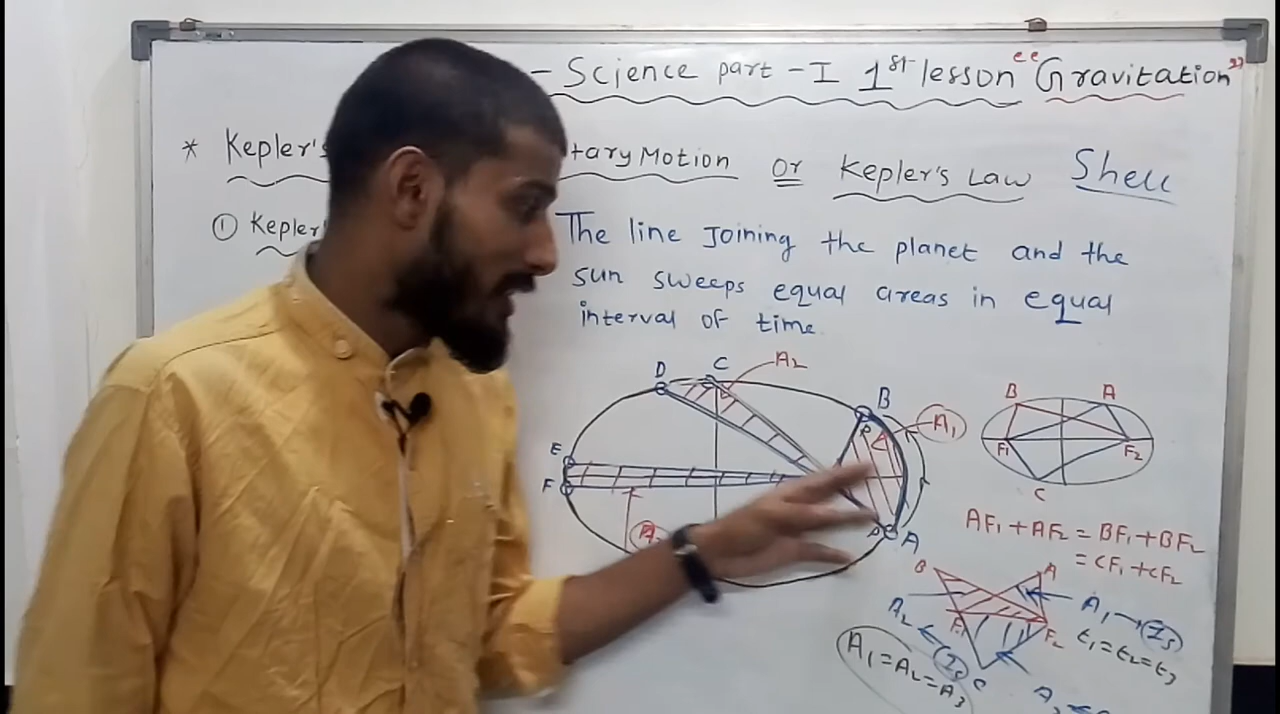 - Science part - I 1st lesson "Gravitation"
* Kepler's tary Motion or Kepler's Law Shell
① Kepler' The line Joining the planet and the
sun sweeps equal areas in equal
interval of time.
D C A2
B
A1
P
E
F
P A
B A
F1 F2
C
AF1 + AF2 = BF1 + BF2
= CF1 + CF2
B A
A1 → 1s
A2 ← 1s
F1 F2
t1 = t2 = t3
C
A1 = A2 = A3